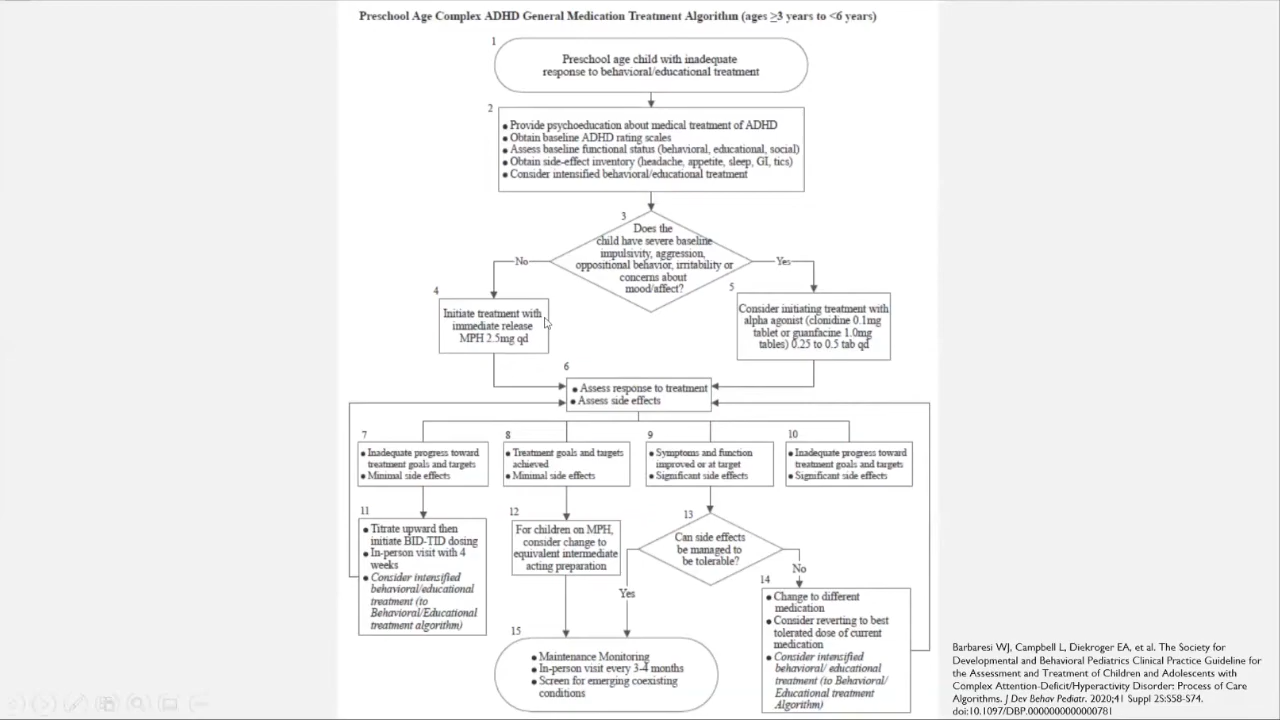 Preschool Age Complex ADHD General Medication Treatment Algorithm (ages ≥3 years to <6 years)
1
Preschool age child with inadequate
response to behavioral/educational treatment
2
• Provide psychoeducation about medical treatment of ADHD
• Obtain baseline ADHD rating scales
• Assess baseline functional status (behavioral, educational, social)
• Obtain side-effect inventory (headache, appetite, sleep, GI, tics)
• Consider intensified behavioral/educational treatment
3
Does the
child have severe baseline
impulsivity, aggression,
oppositional behavior, irritability or
concerns about
mood/affect?
No
Yes
4
Initiate treatment with
immediate release
MPH 2.5mg qd
5
Consider initiating treatment with
alpha agonist (clonidine 0.1mg
tablet or guanfacine 1.0mg
tables) 0.25 to 0.5 tab qd
6
• Assess response to treatment
• Assess side effects
7
• Inadequate progress toward
treatment goals and targets
• Minimal side effects
8
• Treatment goals and targets
achieved
• Minimal side effects
9
• Symptoms and function
improved or at target
• Significant side effects
10
• Inadequate progress toward
treatment goals and targets
• Significant side effects
11
• Titrate upward then
initiate BID-TID dosing
• In-person visit with 4
weeks
• Consider intensified
behavioral/educational
treatment (to
Behavioral/Educational
treatment algorithm)
12
For children on MPH,
consider change to
equivalent intermediate
acting preparation
13
Can side effects
be managed to
be tolerable?
Yes
No
14
• Change to different
medication
• Consider reverting to best
tolerated dose of current
medication
• Consider intensified
behavioral/ educational
treatment (to Behavioral/
Educational treatment
Algorithm)
15
• Maintenance Monitoring
• In-person visit every 3-4 months
• Screen for emerging coexisting
conditions
Barbaresi WJ, Campbell L, Diekroger EA, et al. The Society for
Developmental and Behavioral Pediatrics Clinical Practice Guideline for
the Assessment and Treatment of Children and Adolescents with
Complex Attention-Deficit/Hyperactivity Disorder: Process of Care
Algorithms. J Dev Behav Pediatr. 2020;41 Suppl 2S:S58-S74.
doi:10.1097/DBP.0000000000000781